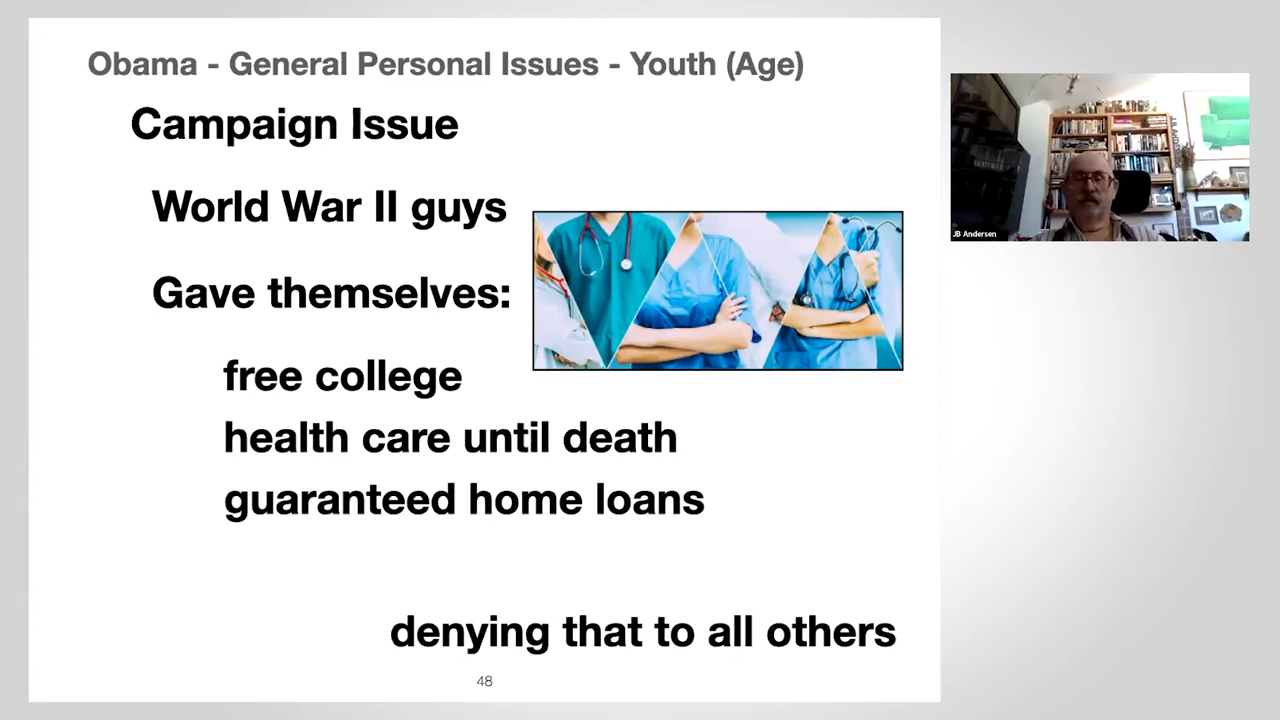 Obama - General Personal Issues - Youth (Age)
Campaign Issue
World War II guys
Gave themselves:
free college
health care until death
guaranteed home loans
denying that to all others
48
JB Andersen